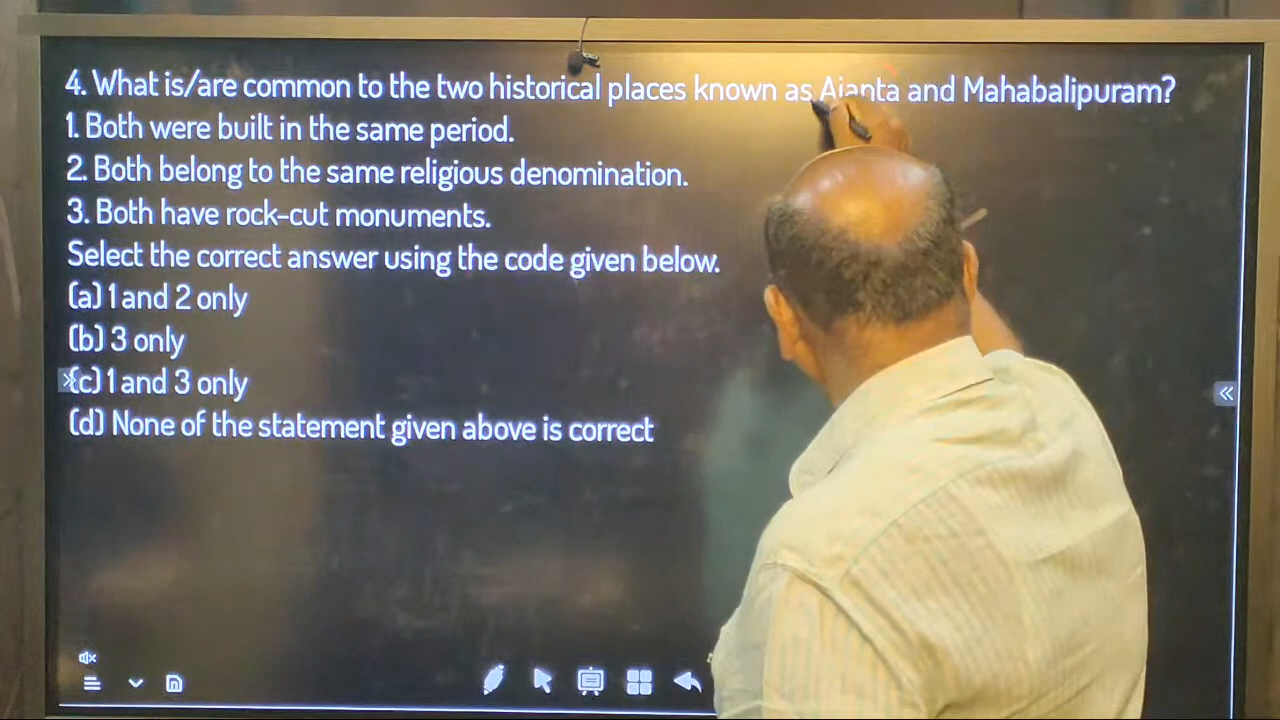 4. What is/are common to the two historical places known as Ajanta and Mahabalipuram?
1. Both were built in the same period.
2. Both belong to the same religious denomination.
3. Both have rock-cut monuments.
Select the correct answer using the code given below.
(a) 1 and 2 only
(b) 3 only
(c) 1 and 3 only
(d) None of the statement given above is correct